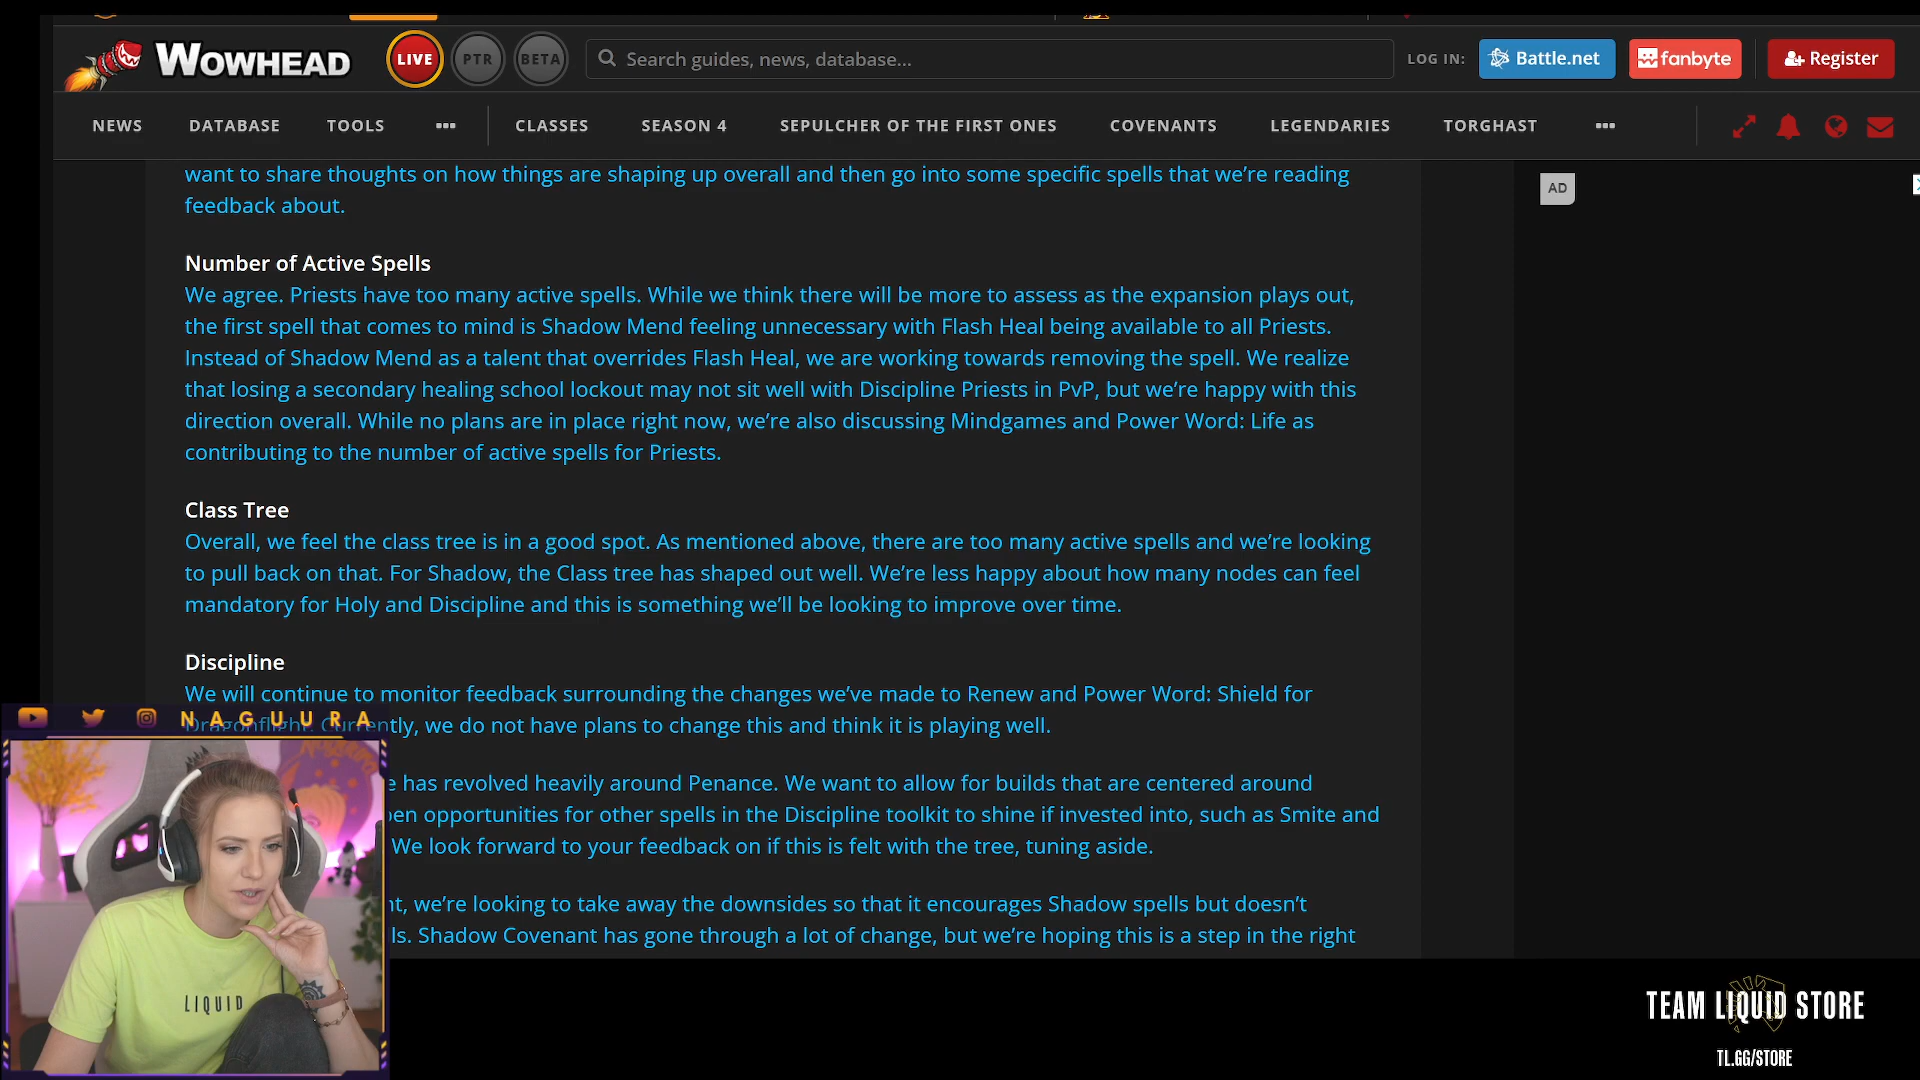 WOWHEAD
LIVE
PTR
BETA
Search guides, news, database...
LOG IN:
Battle.net
fanbyte
Register
NEWS
DATABASE
TOOLS
CLASSES
SEASON 4
SEPULCHER OF THE FIRST ONES
COVENANTS
LEGENDARIES
TORGHAST
want to share thoughts on how things are shaping up overall and then go into some specific spells that we’re reading
feedback about.
AD
Number of Active Spells
We agree. Priests have too many active spells. While we think there will be more to assess as the expansion plays out,
the first spell that comes to mind is Shadow Mend feeling unnecessary with Flash Heal being available to all Priests.
Instead of Shadow Mend as a talent that overrides Flash Heal, we are working towards removing the spell. We realize
that losing a secondary healing school lockout may not sit well with Discipline Priests in PvP, but we’re happy with this
direction overall. While no plans are in place right now, we’re also discussing Mindgames and Power Word: Life as
contributing to the number of active spells for Priests.
Class Tree
Overall, we feel the class tree is in a good spot. As mentioned above, there are too many active spells and we’re looking
to pull back on that. For Shadow, the Class tree has shaped out well. We’re less happy about how many nodes can feel
mandatory for Holy and Discipline and this is something we’ll be looking to improve over time.
Discipline
We will continue to monitor feedback surrounding the changes we’ve made to Renew and Power Word: Shield for
Dragonflight. Currently, we do not have plans to change this and think it is playing well.
NAGUURA
has revolved heavily around Penance. We want to allow for builds that are centered around
opportunities for other spells in the Discipline toolkit to shine if invested into, such as Smite and
We look forward to your feedback on if this is felt with the tree, tuning aside.
we’re looking to take away the downsides so that it encourages Shadow spells but doesn’t
Shadow Covenant has gone through a lot of change, but we’re hoping this is a step in the right
LIQUID
TEAM LIQUID STORE
TL.GG/STORE